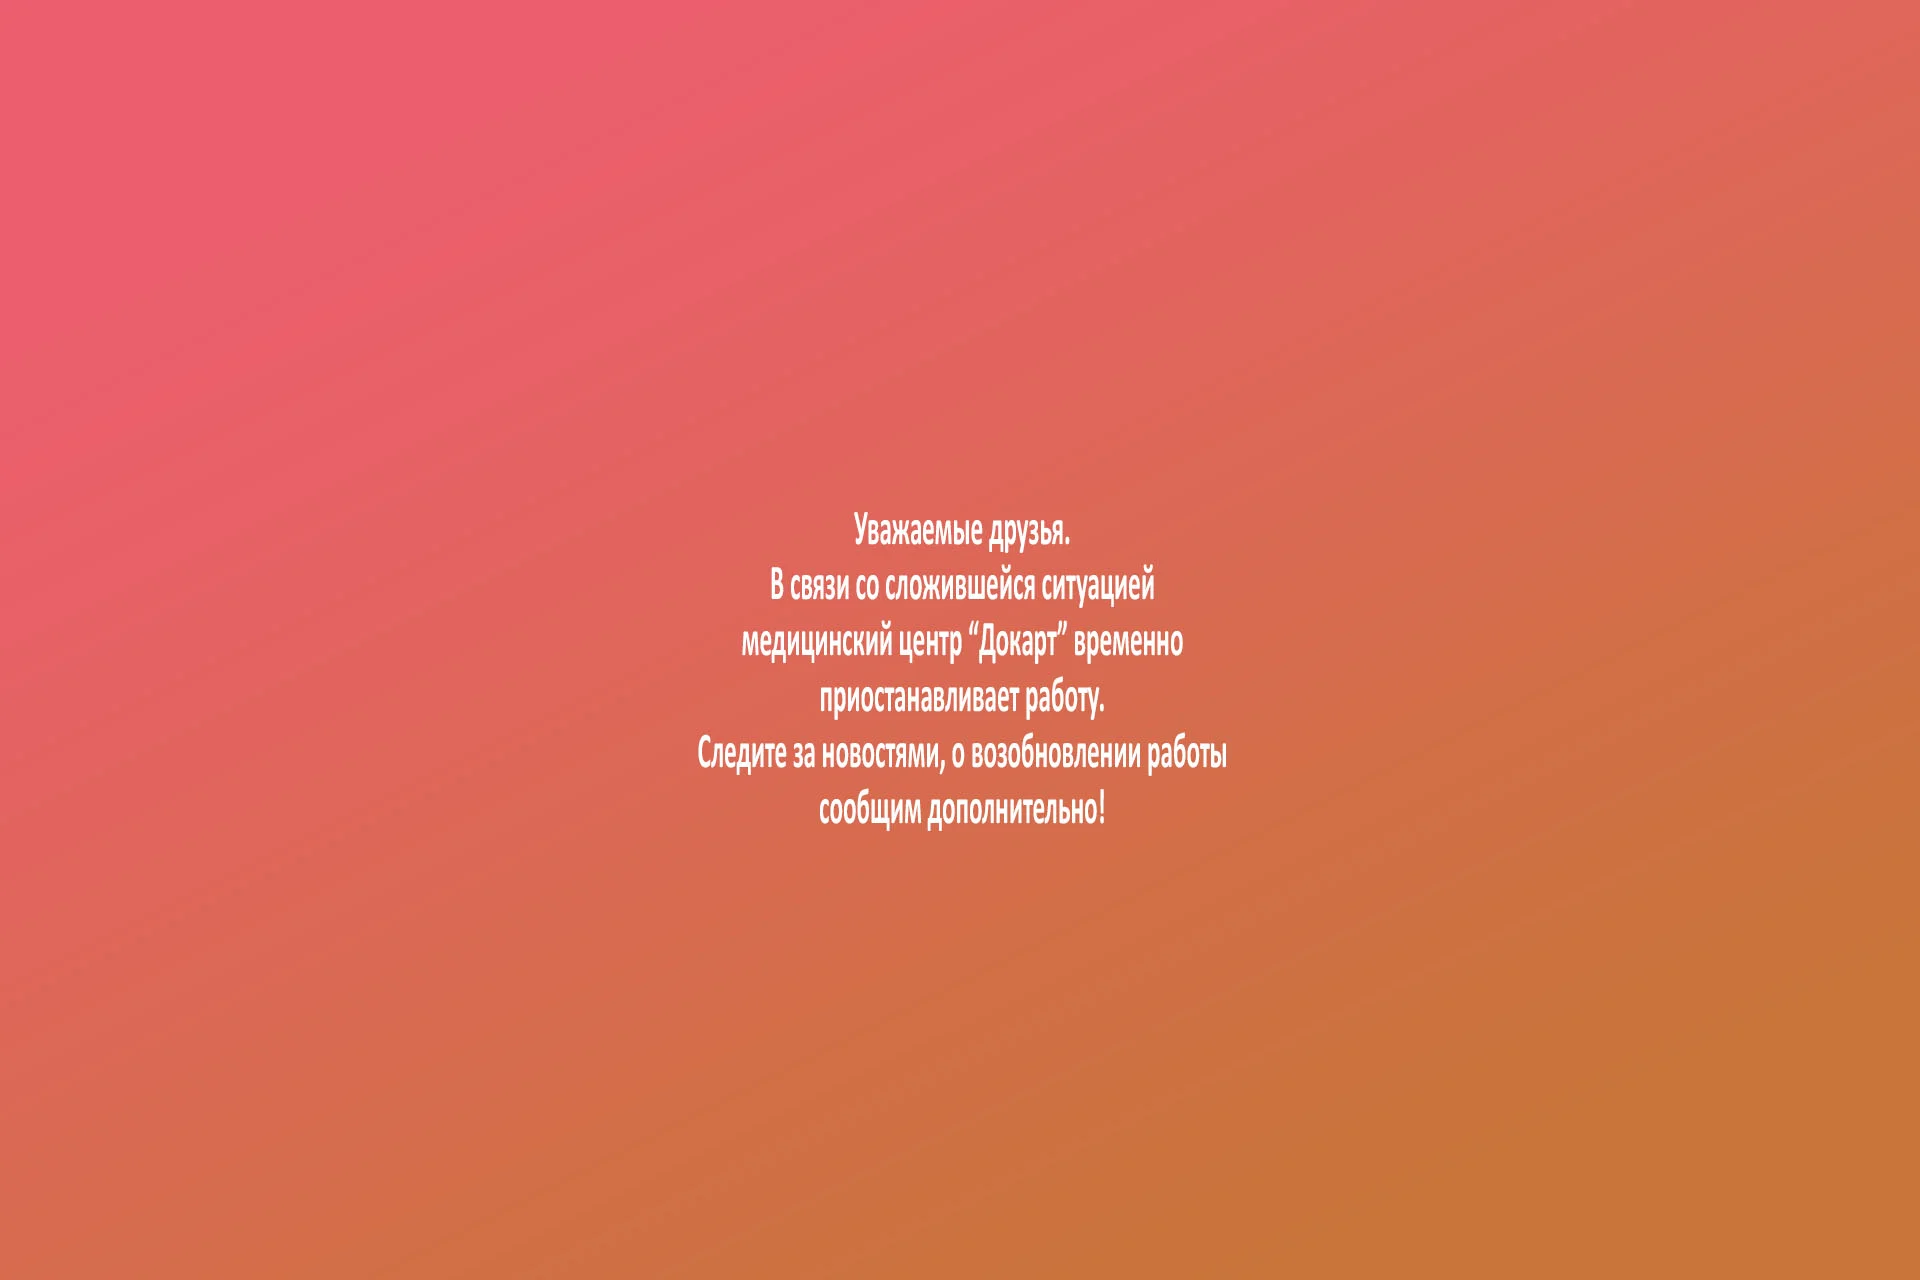 Уважаемые друзья.
В связи со сложившейся ситуацией
медицинский центр “Докарт” временно
приостанавливает работу.
Следите за новостями, о возобновлении работы
сообщим дополнительно!